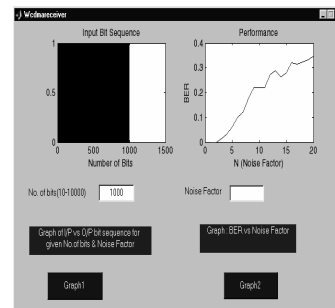 Wcdmareceiver
Input Bit Sequence
1
0.5
0
0 500 1000 1500
Number of Bits
Performance
BER
0.4
0.3
0.2
0.1
0
0 5 10 15 20
N (Noise Factor)
No. of bits(10-10000)
1000
Noise Factor
Graph of I/P vs O/P bit sequence for
given No.of bits & Noise Factor
Graph : BER vs Noise Factor
Graph1
Graph2